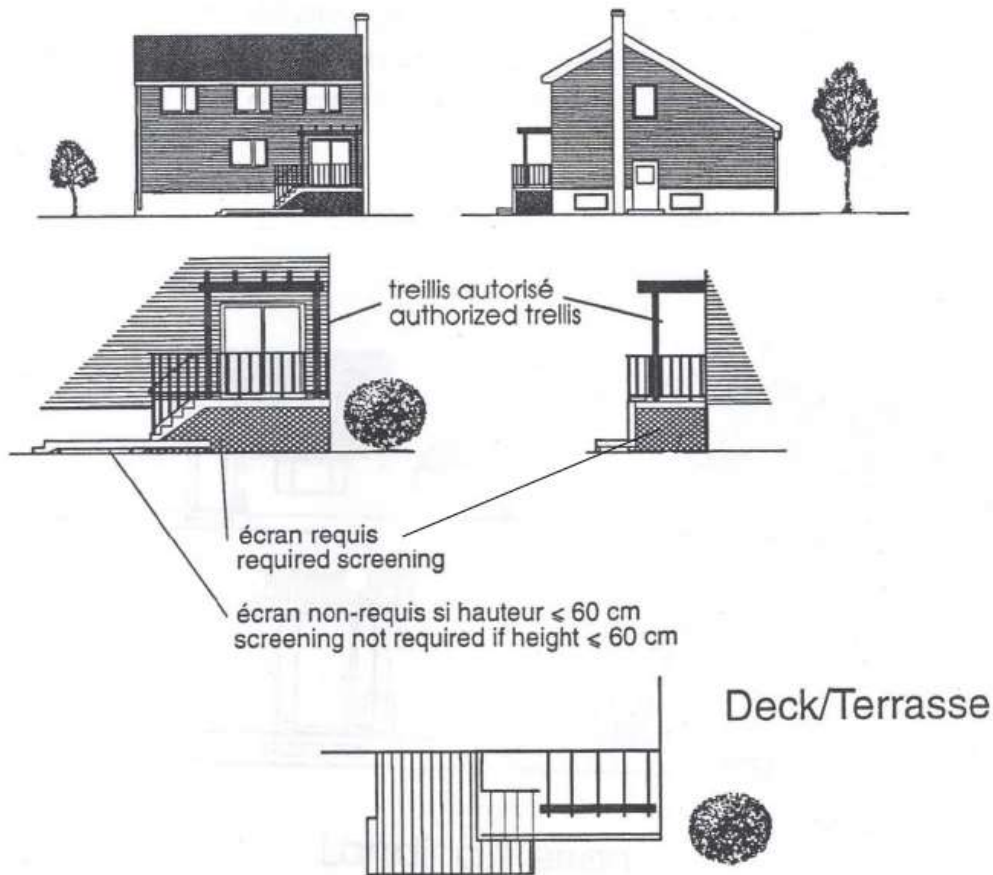 treillis autorisé
authorized trellis
écran requis
required screening
écran non-requis si hauteur ⩽ 60 cm
screening not required if height ⩽ 60 cm
Deck/Terrasse